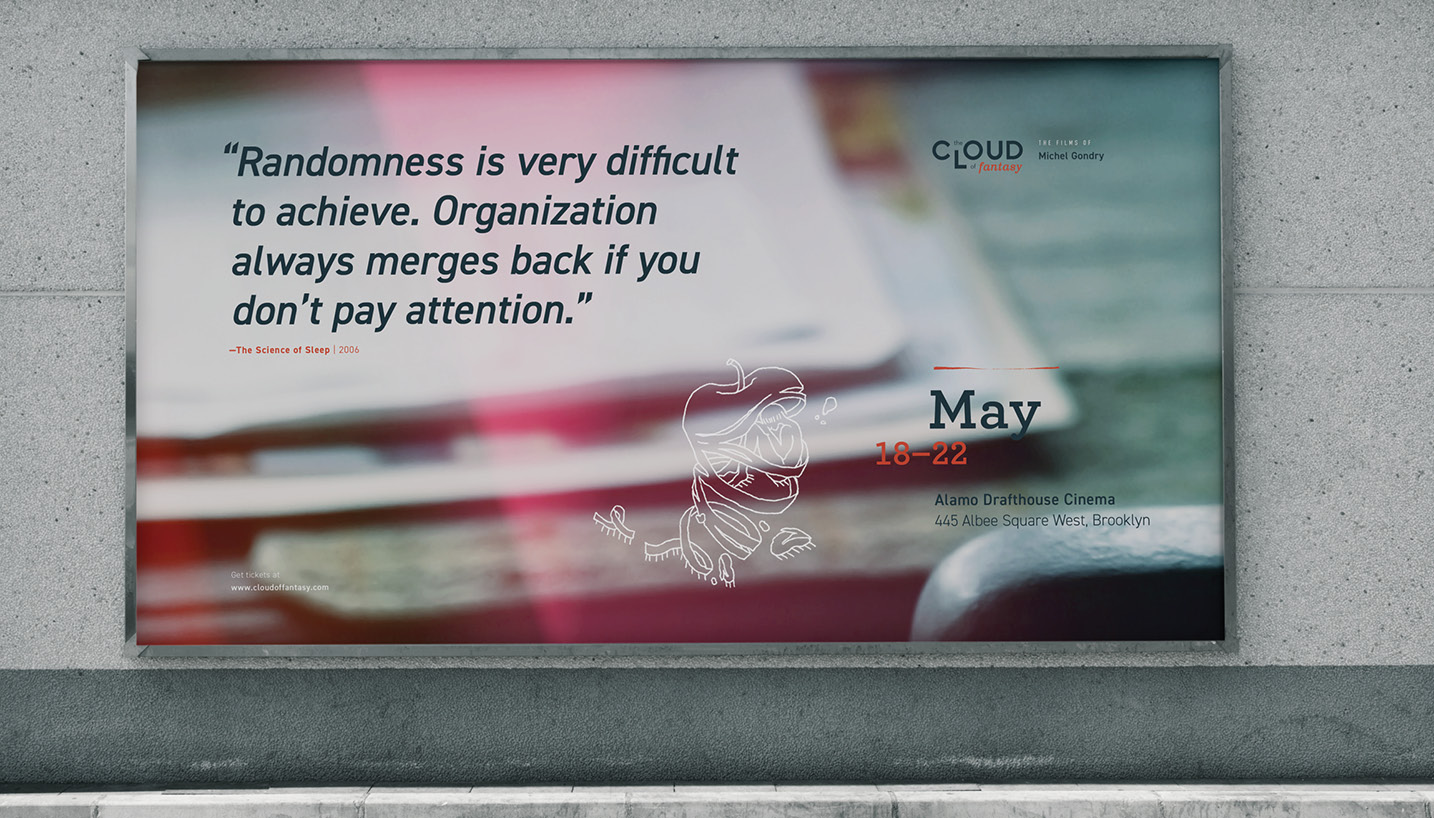 “Randomness is very difficult
to achieve. Organization
always merges back if you
don’t pay attention.”
—The Science of Sleep | 2006
the
CLOUD
of fantasy
THE FILMS OF
Michel Gondry
May
18–22
Alamo Drafthouse Cinema
445 Albee Square West, Brooklyn
Get tickets at
www.cloudoffantasy.com